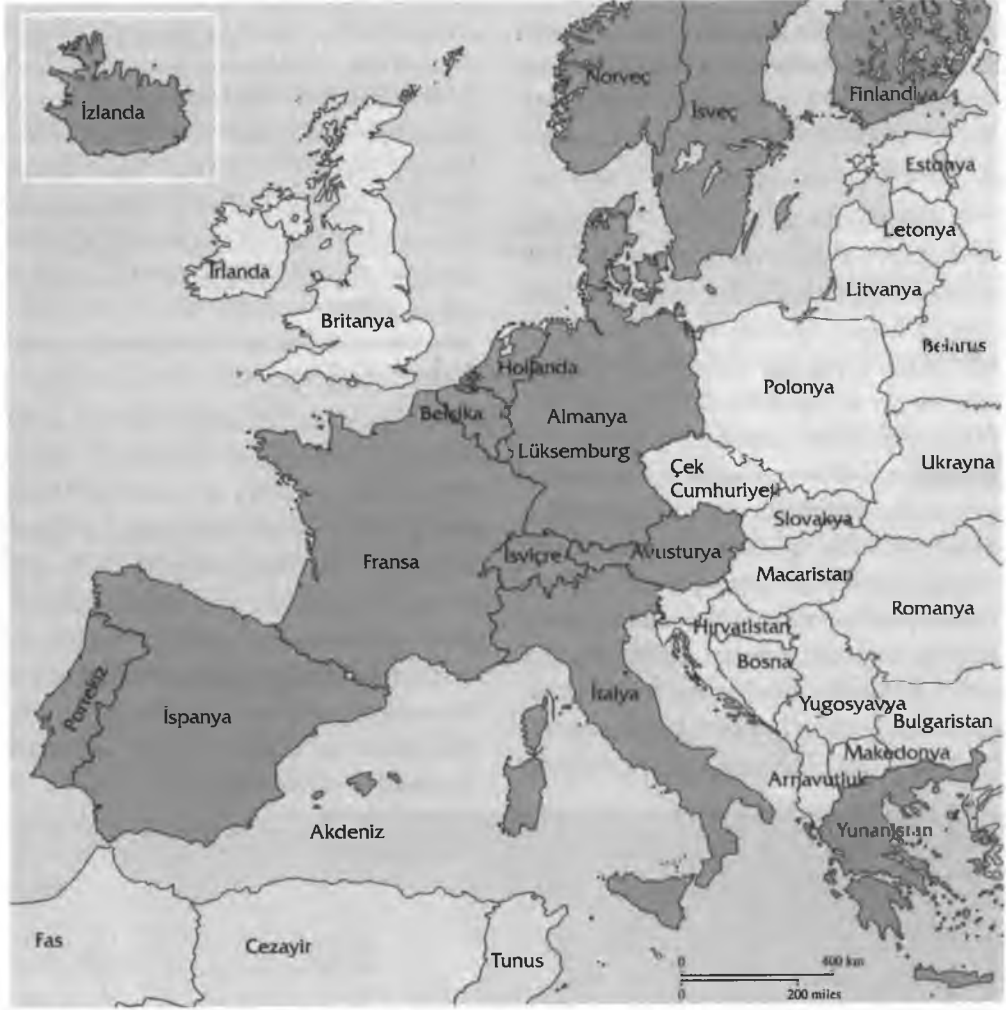 İzlanda
Norveç
İsveç
Finlandiya
Estonya
Letonya
Litvanya
İrlanda
Britanya
Belarus
Hollanda
Polonya
Belçika
Almanya
Lüksemburg
Çek
Cumhuriyeti
Ukrayna
Slovakya
Fransa
İsviçre
Avusturya
Macaristan
Romanya
Hırvatistan
Bosna
Portekiz
İspanya
İtalya
Yugosyavya
Bulgaristan
Makedonya
Arnavutluk
Akdeniz
Yunanistan
Fas
Cezayir
Tunus
0 400 km
0 200 miles